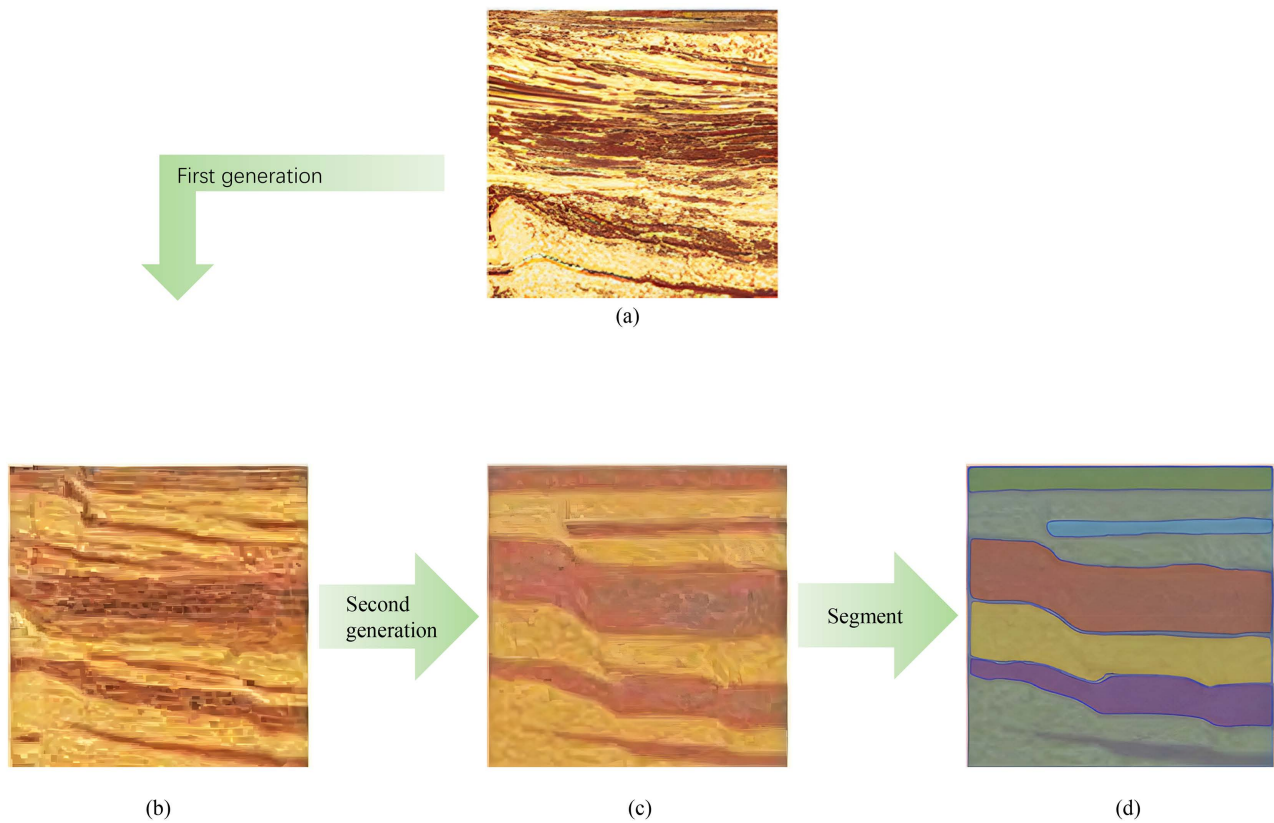 First generation
(a)
Second
generation
Segment
(b)
(c)
(d)